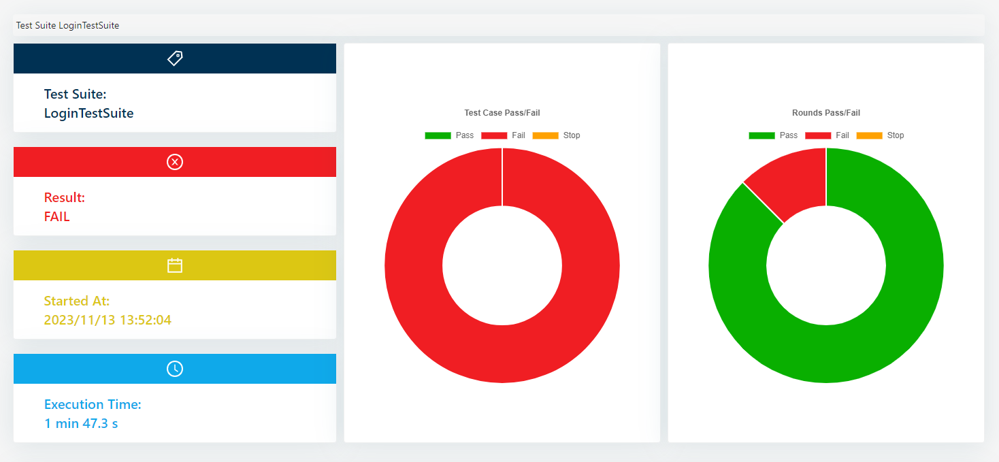 Test Suite LoginTestSuite
Test Suite:
LoginTestSuite
Result:
FAIL
Started At:
2023/11/13 13:52:04
Execution Time:
1 min 47.3 s
Test Case Pass/Fail
Pass Fail Stop
Rounds Pass/Fail
Pass Fail Stop